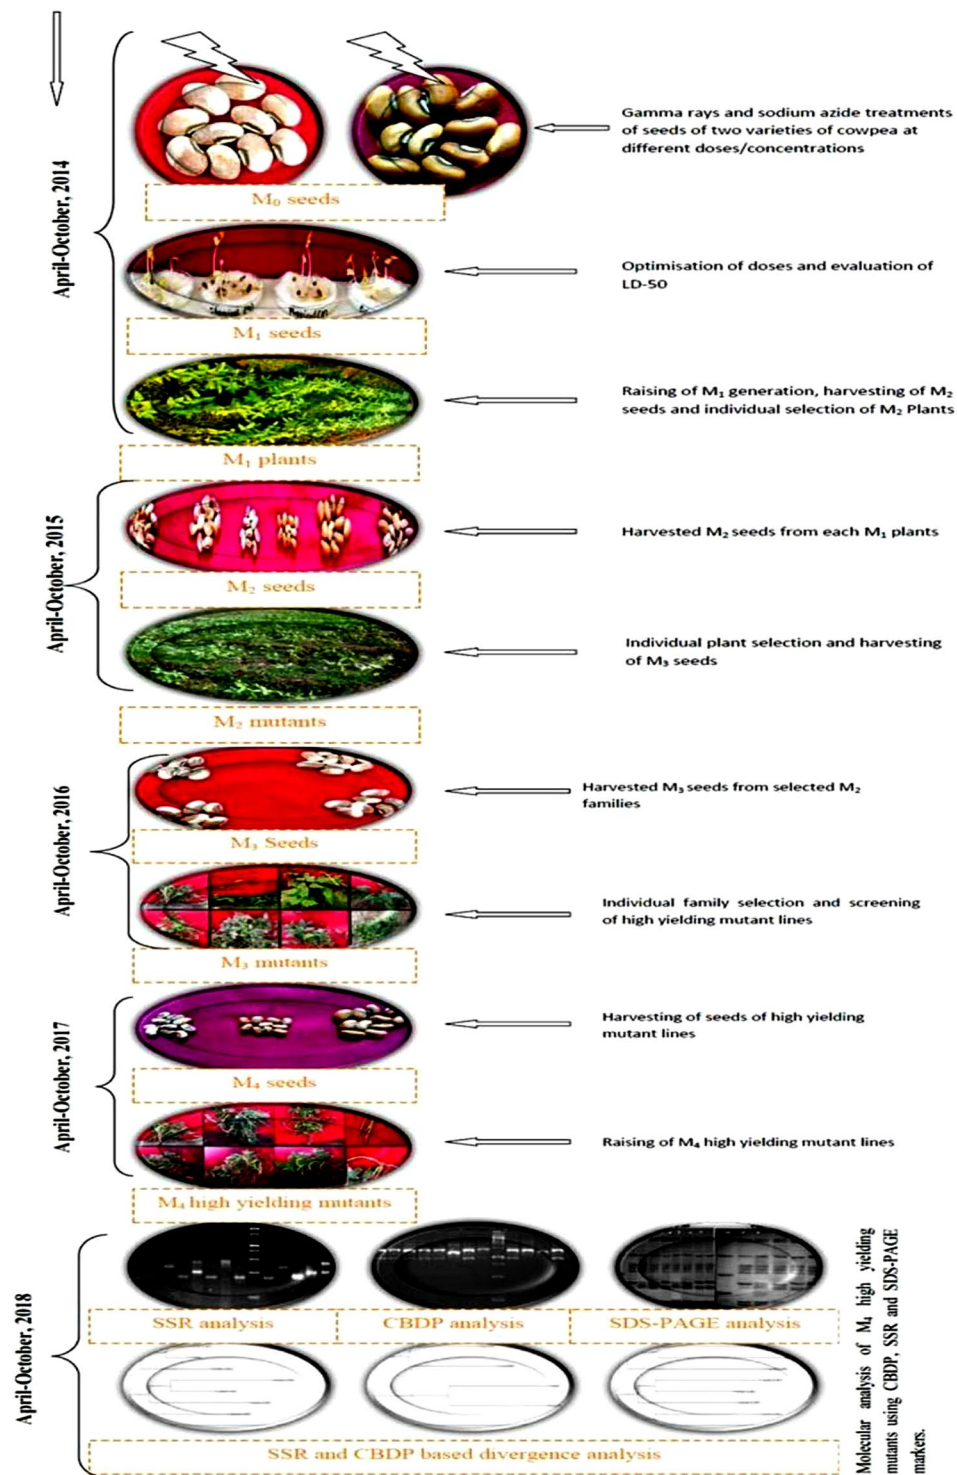 April-October, 2014
Gamma rays and sodium azide treatments
of seeds of two varieties of cowpea at
different doses/concentrations
M₀ seeds
Optimisation of doses and evaluation of
LD-50
M₁ seeds
Raising of M₁ generation, harvesting of M₂
seeds and individual selection of M₂ Plants
M₁ plants
April-October, 2015
Harvested M₂ seeds from each M₁ plants
M₂ seeds
Individual plant selection and harvesting
of M₃ seeds
M₂ mutants
April-October, 2016
Harvested M₃ seeds from selected M₂
families
M₃ Seeds
Individual family selection and screening
of high yielding mutant lines
M₃ mutants
April-October, 2017
Harvesting of seeds of high yielding
mutant lines
M₄ seeds
Raising of M₄ high yielding mutant lines
M₄ high yielding mutants
April-October, 2018
SSR analysis
CBDP analysis
SDS-PAGE analysis
SSR and CBDP based divergence analysis
Molecular analysis of M₄ high yielding
mutants using CBDP, SSR and SDS-PAGE
markers.